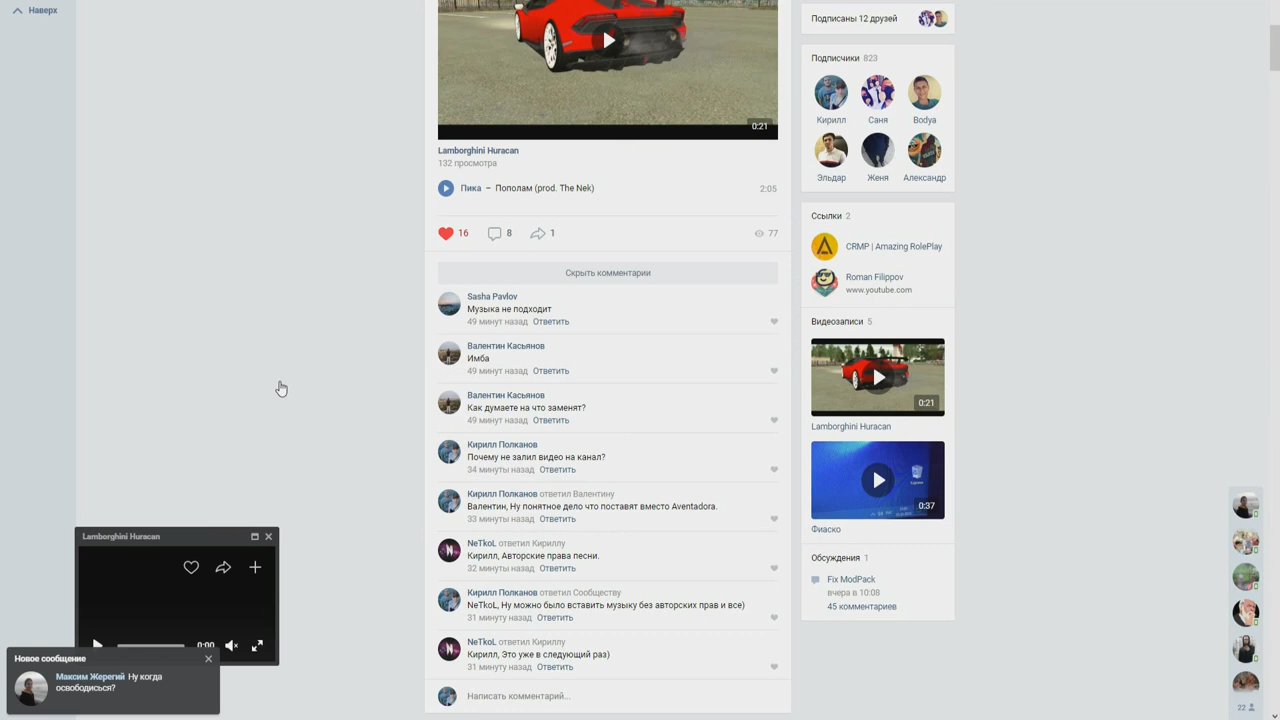 Наверх
0:21
Lamborghini Huracan
132 просмотра
Пика – Пополам (prod. The Nek)
2:05
16
8
1
77
Скрыть комментарии
Sasha Pavlov
Музыка не подходит
49 минут назад Ответить
Валентин Касьянов
Имба
49 минут назад Ответить
Валентин Касьянов
Как думаете на что заменят?
49 минут назад Ответить
Кирилл Полканов
Почему не залил видео на канал?
34 минуты назад Ответить
Кирилл Полканов ответил Валентину
Валентин, Ну понятное дело что поставят вместо Aventadora.
33 минуты назад Ответить
NeTkoL ответил Кириллу
Кирилл, Авторские права песни.
32 минуты назад Ответить
Кирилл Полканов ответил Сообществу
NeTkoL, Ну можно было вставить музыку без авторских прав и все)
31 минуту назад Ответить
NeTkoL ответил Кириллу
Кирилл, Это уже в следующий раз)
31 минуту назад Ответить
Написать комментарий...
Подписаны 12 друзей
Подписчики 823
Кирилл Саня Bodya
Эльдар Женя Александр
Ссылки 2
CRMP | Amazing RolePlay
Roman Filippov
www.youtube.com
Видеозаписи 5
0:21
Lamborghini Huracan
0:37
Фиаско
Обсуждения 1
Fix ModPack
вчера в 10:08
45 комментариев
Lamborghini Huracan
0:00
Новое сообщение
Максим Жерегий Ну когда
освободисься?
22